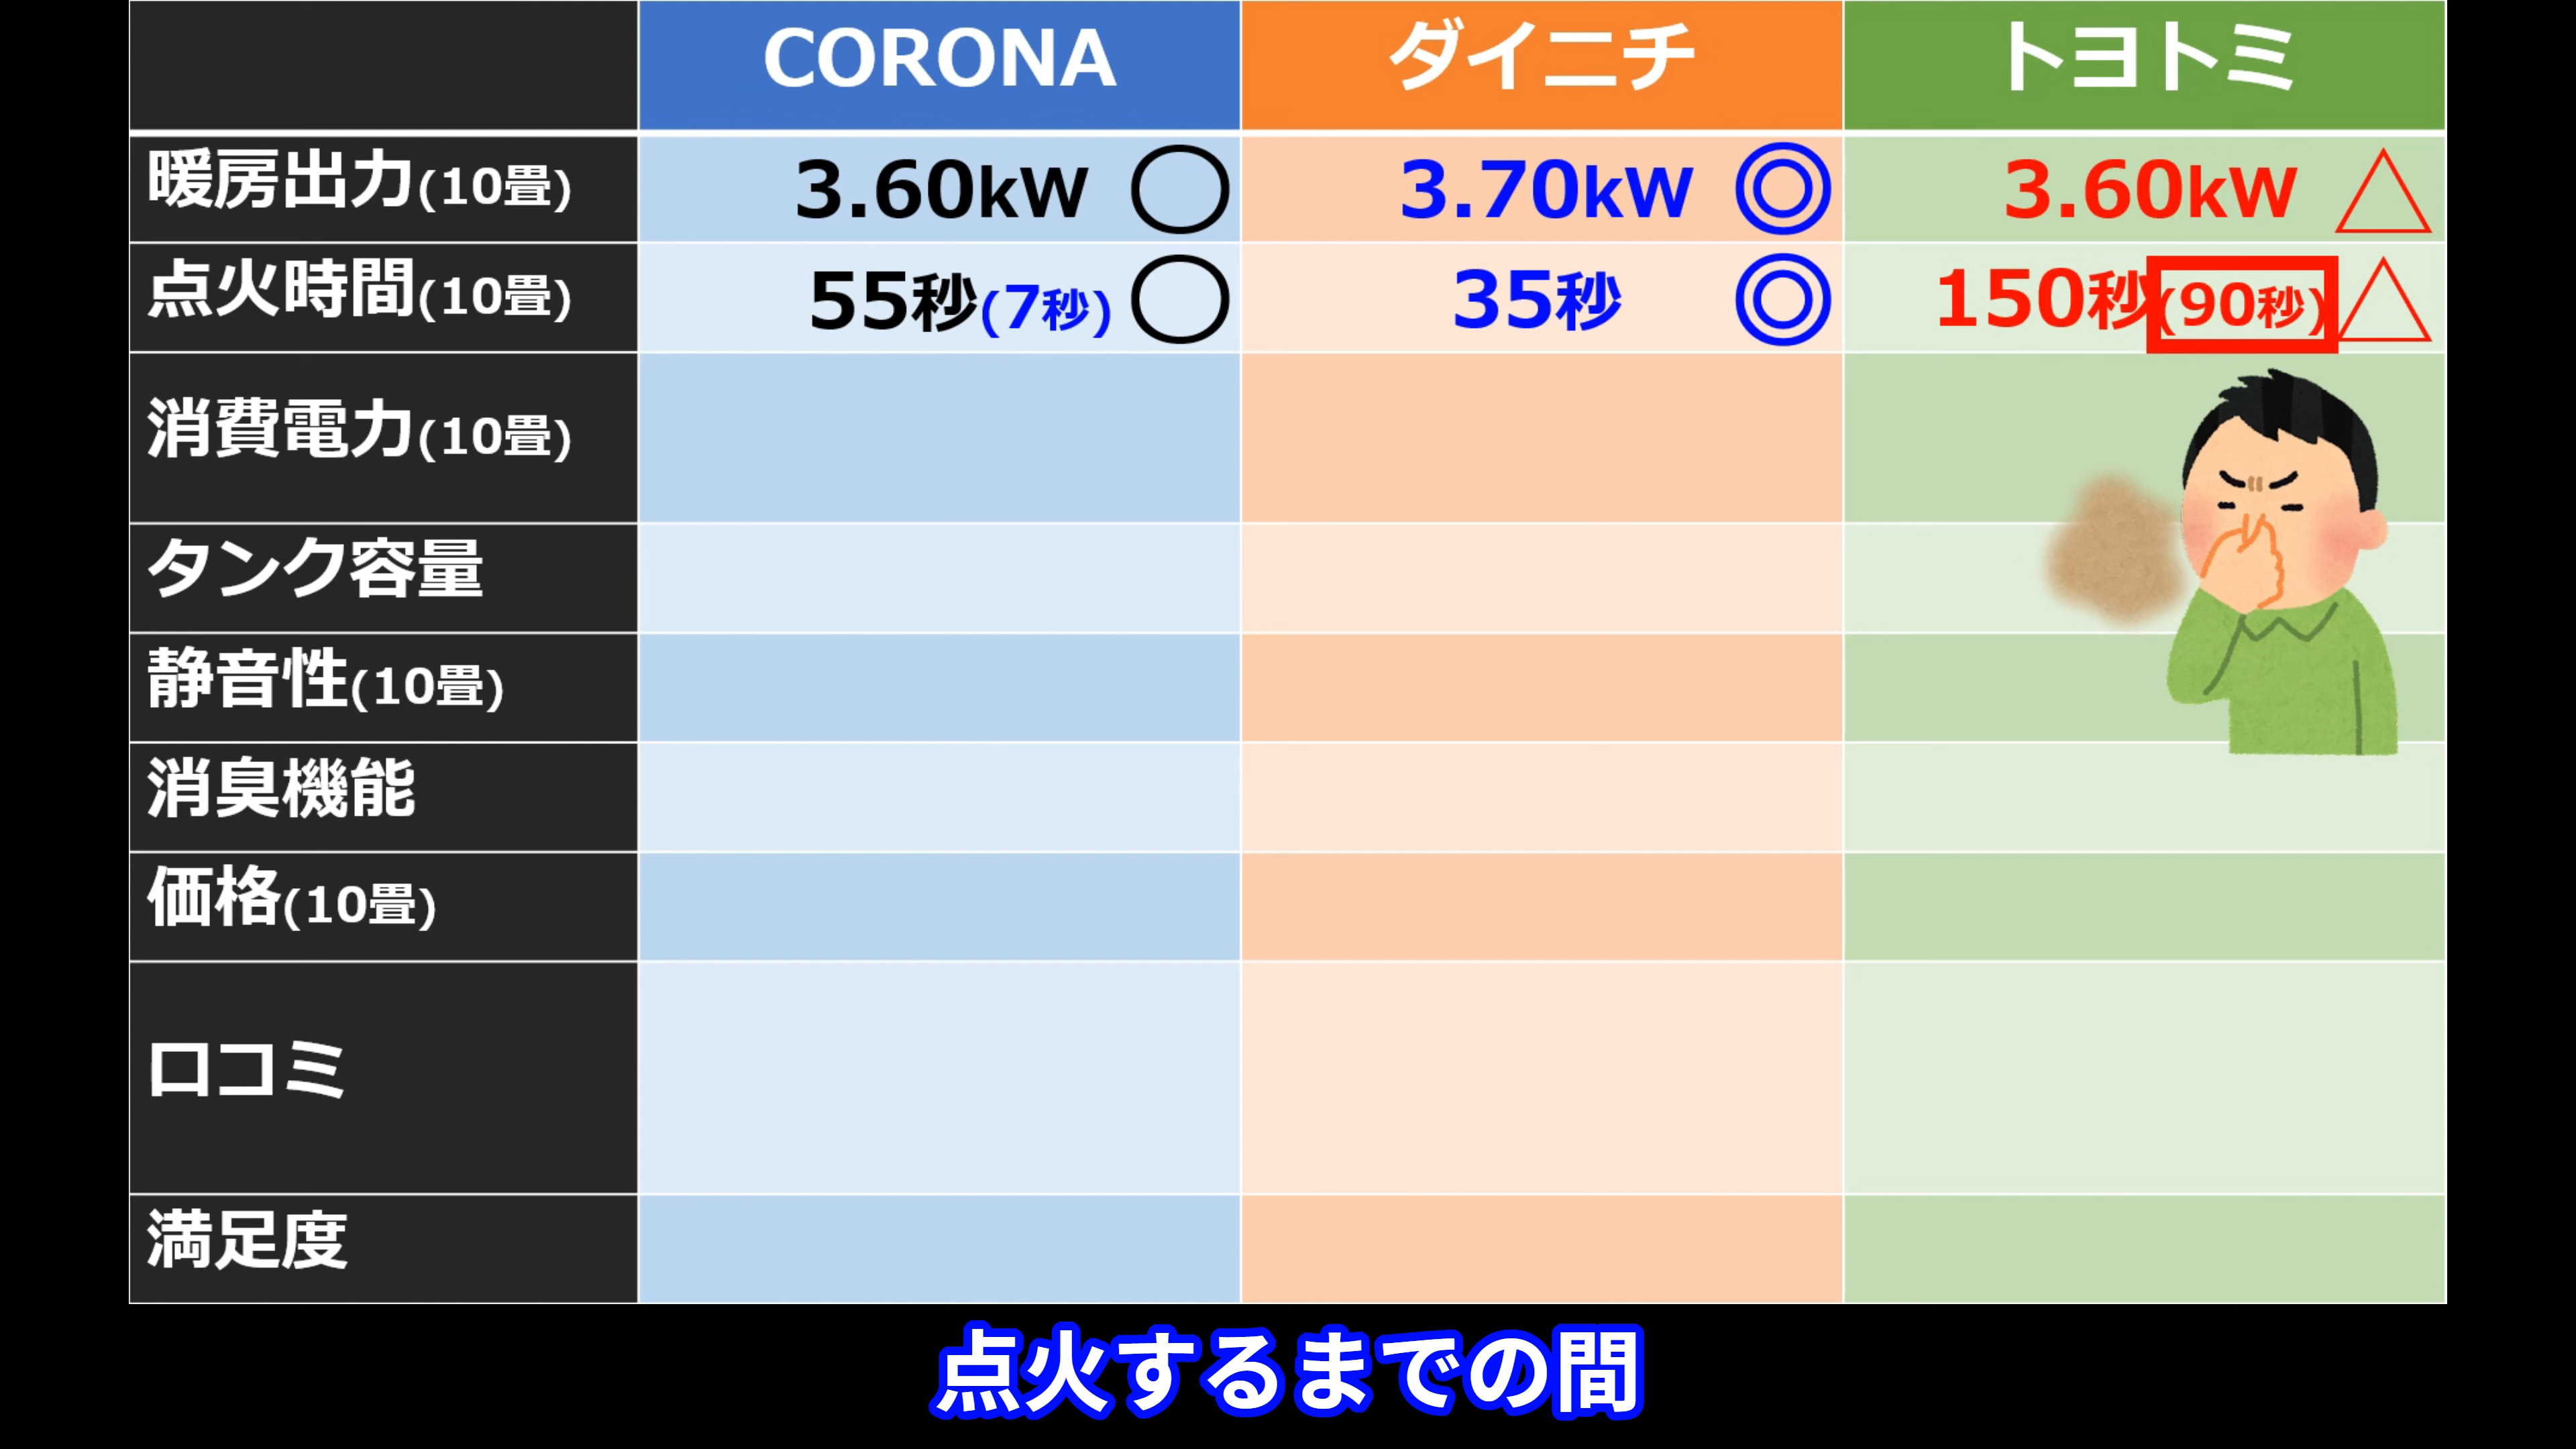 CORONA ダイニチ トヨトミ
暖房出力(10畳) 3.60kW ○ 3.70kW ◎ 3.60kW △
点火時間(10畳) 55秒(7秒) ○ 35秒 ◎ 150秒(90秒) △
消費電力(10畳)
タンク容量
静音性(10畳)
消臭機能
価格(10畳)
口コミ
満足度
点火するまでの間